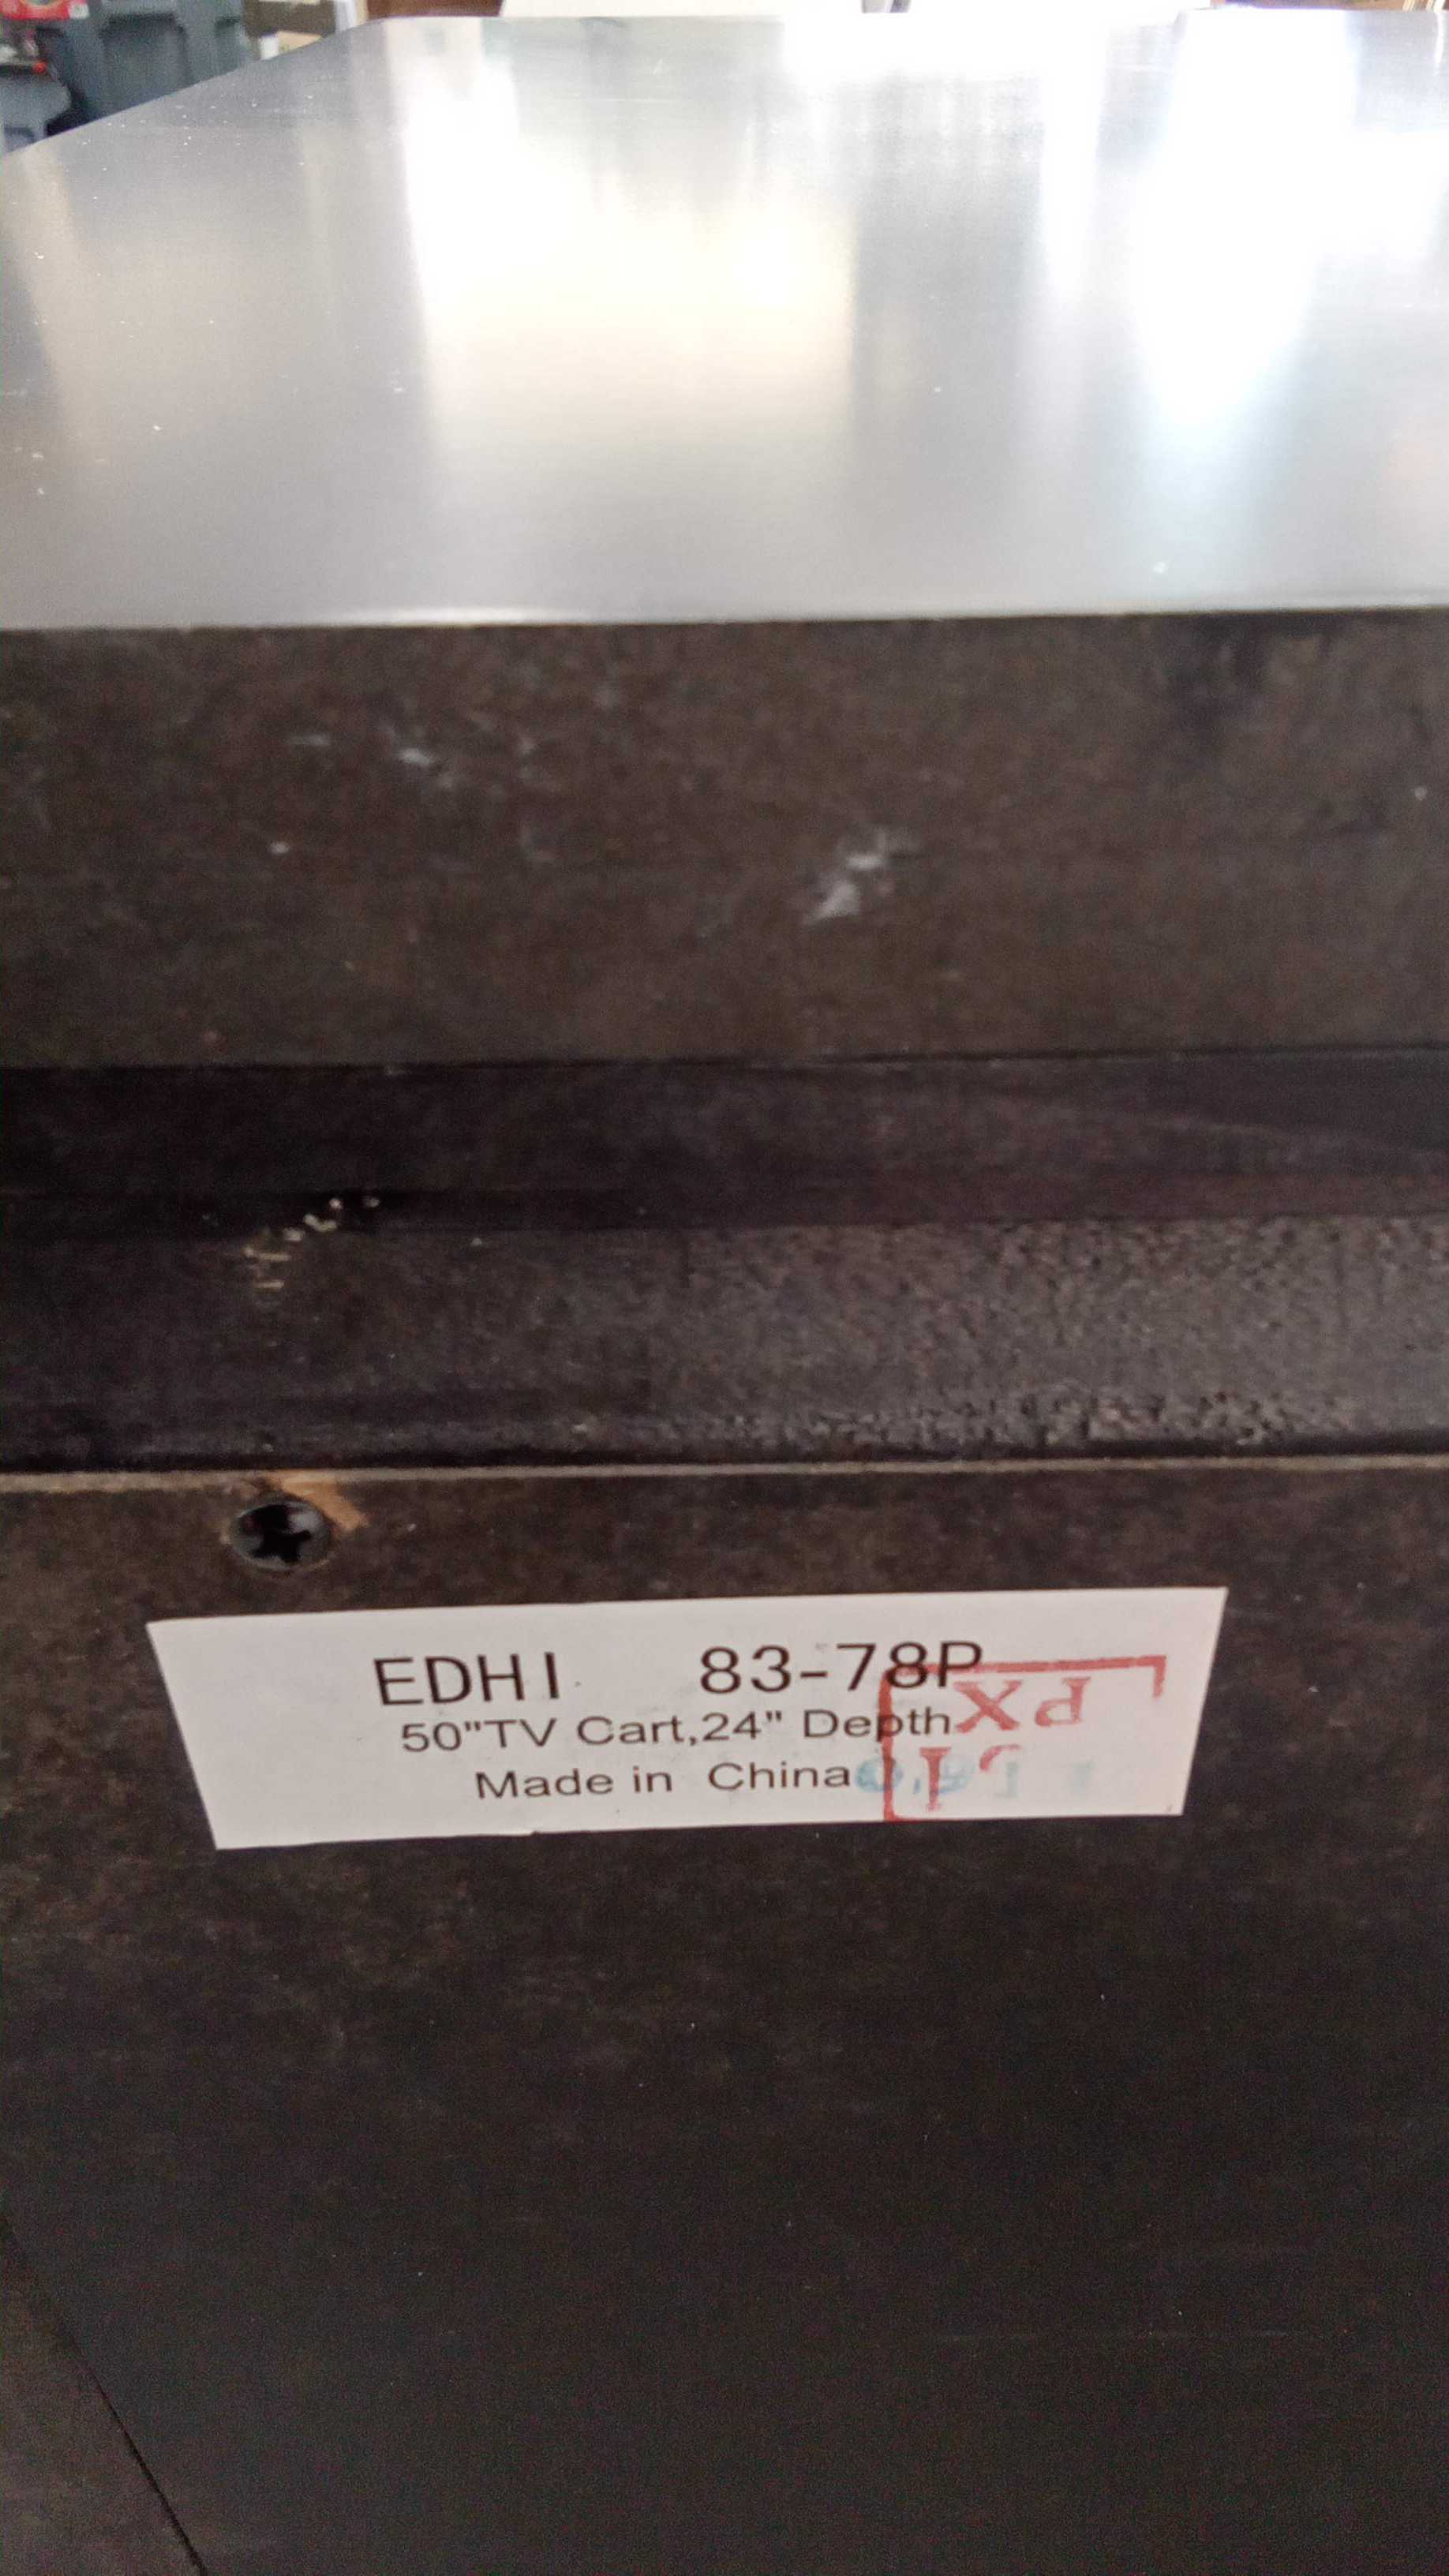 EDHI 83-78P
50"TV Cart,24" Depth
Made in China